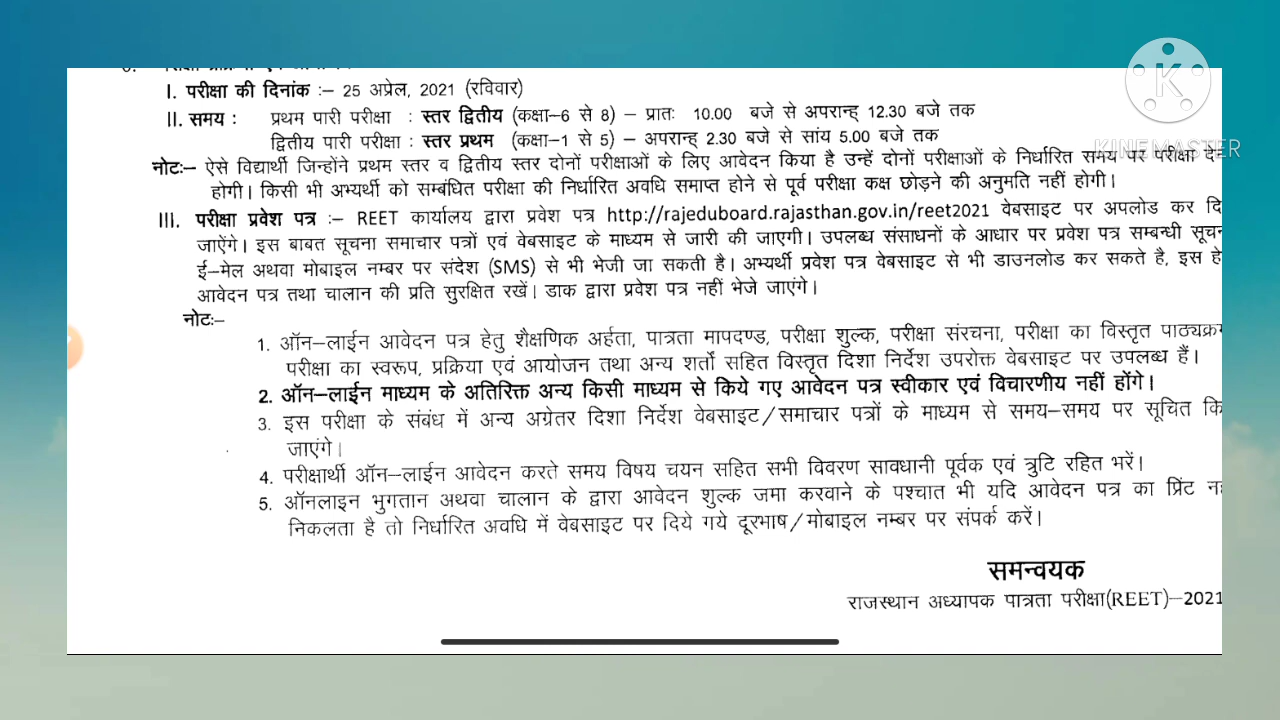 I. परीक्षा की दिनांक :– 25 अप्रेल, 2021 (रविवार)
II. समय : प्रथम पारी परीक्षा : स्तर द्वितीय (कक्षा–6 से 8) – प्रातः 10.00 बजे से अपरान्ह् 12.30 बजे तक
द्वितीय पारी परीक्षा : स्तर प्रथम (कक्षा–1 से 5) – अपरान्ह् 2.30 बजे से सांय 5.00 बजे तक
नोटः– ऐसे विद्यार्थी जिन्होंने प्रथम स्तर व द्वितीय स्तर दोनों परीक्षाओं के लिए आवेदन किया है उन्हें दोनों परीक्षाओं के निर्धारित समय पर परीक्षा
होगी। किसी भी अभ्यर्थी को सम्बंधित परीक्षा की निर्धारित अवधि समाप्त होने से पूर्व परीक्षा कक्ष छोड़ने की अनुमति नहीं होगी।
III. परीक्षा प्रवेश पत्र :– REET कार्यालय द्वारा प्रवेश पत्र http://rajeduboard.rajasthan.gov.in/reet2021 वेबसाइट पर अपलोड कर
जाऐंगे। इस बाबत सूचना समाचार पत्रों एवं वेबसाइट के माध्यम से जारी की जाएगी। उपलब्ध संसाधनों के आधार पर प्रवेश पत्र सम्बन्धी
ई–मेल अथवा मोबाइल नम्बर पर संदेश (SMS) से भी भेजी जा सकती है। अभ्यर्थी प्रवेश पत्र वेबसाइट से भी डाउनलोड कर सकते है, इस
आवेदन पत्र तथा चालान की प्रति सुरक्षित रखें। डाक द्वारा प्रवेश पत्र नहीं भेजे जाएंगे।
नोटः–
1. ऑन–लाईन आवेदन पत्र हेतु शैक्षणिक अर्हता, पात्रता मापदण्ड, परीक्षा शुल्क, परीक्षा संरचना, परीक्षा का विस्तृत
परीक्षा का स्वरूप, प्रक्रिया एवं आयोजन तथा अन्य शर्तों सहित विस्तृत दिशा निर्देश उपरोक्त वेबसाइट पर उपलब्ध हैं।
2. ऑन–लाईन माध्यम के अतिरिक्त अन्य किसी माध्यम से किये गए आवेदन पत्र स्वीकार एवं विचारणीय नहीं होंगे।
3. इस परीक्षा के संबंध में अन्य अग्रेतर दिशा निर्देश वेबसाइट/समाचार पत्रों के माध्यम से समय–समय पर सूचित
जाएंगे।
4. परीक्षार्थी ऑन–लाईन आवेदन करते समय विषय चयन सहित सभी विवरण सावधानी पूर्वक एवं त्रुटि रहित भरें।
5. ऑनलाइन भुगतान अथवा चालान के द्वारा आवेदन शुल्क जमा करवाने के पश्चात भी यदि आवेदन पत्र का प्रिंट
निकलता है तो निर्धारित अवधि में वेबसाइट पर दिये गये दूरभाष/मोबाइल नम्बर पर संपर्क करें।
समन्वयक
राजस्थान अध्यापक पात्रता परीक्षा(REET)–2021
K
KINEMASTER